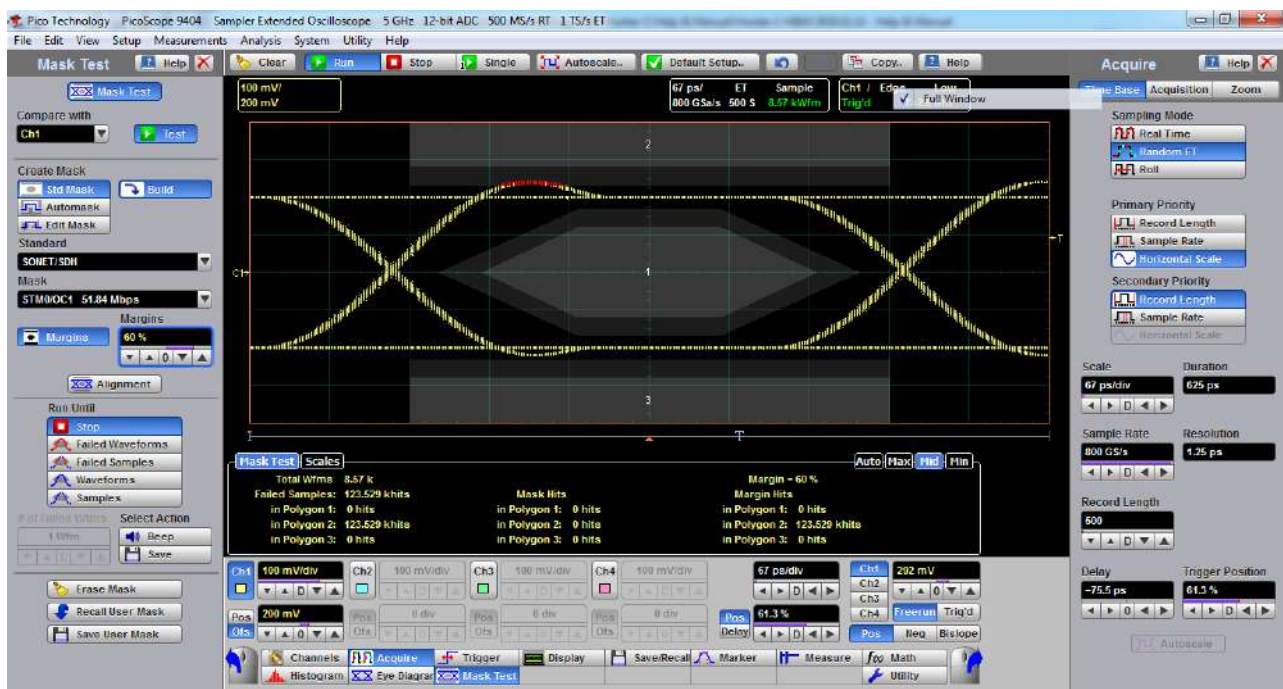 Pico Technology PicoScope 9404 Sampler Extended Oscilloscope 5 GHz 12-bit ADC 500 MS/s RT 1 TS/s ET
File Edit View Setup Measurements Analysis System Utility Help
Mask Test Help
Clear Run Stop Single Autoscale.. Default Setup.. Copy.. Help
Acquire Help
Mask Test
Compare with
Ch1 Test
Create Mask
Std Mask Build
Automask
Edit Mask
Standard
SONET/SDH
Mask
STM0/OC1 51.84 Mbps
Margins
Margins 60 %
0
Alignment
Run Until
Stop
Failed Waveforms
Failed Samples
Waveforms
Samples
# of Failed Wfms Select Action
1 Wfm Beep
Save
Erase Mask
Recall User Mask
Save User Mask
100 mV/
200 mV
67 ps/ ET Sample
800 GSa/s 500 S 8.57 kWfm
Ch1 / Edge Low
Trig'd
Full Window
2
C1
1
T
3
T
Mask Test Scales Auto Max Mid Min
Total Wfms 8.57 k Margin = 60 %
Failed Samples: 123.529 khits Mask Hits Margin Hits
in Polygon 1: 0 hits in Polygon 1: 0 hits in Polygon 1: 0 hits
in Polygon 2: 123.529 khits in Polygon 2: 0 hits in Polygon 2: 123.529 khits
in Polygon 3: 0 hits in Polygon 3: 0 hits in Polygon 3: 0 hits
Ch1 100 mV/div Ch2 100 mV/div Ch3 100 mV/div Ch4 100 mV/div 67 ps/div Ch1 292 mV
D D Ch2 0
Ch3
Pos 200 mV Pos 0 div Pos 0 div Pos 0 div Pos 61.3 % Ch4 Freerun Trig'd
Ofs 0 Ofs Ofs Ofs Delay D Pos Neg Bislope
Channels Acquire Trigger Display Save/Recall Marker Measure Math
Histogram Eye Diagram Mask Test Utility
Time Base Acquisition Zoom
Sampling Mode
Real Time
Random ET
Roll
Primary Priority
Record Length
Sample Rate
Horizontal Scale
Secondary Priority
Record Length
Sample Rate
Horizontal Scale
Scale Duration
67 ps/div 625 ps
D
Sample Rate Resolution
800 GS/s 1.25 ps
D
Record Length
500
D
Delay Trigger Position
-75.5 ps 61.3 %
0 D
Autoscale